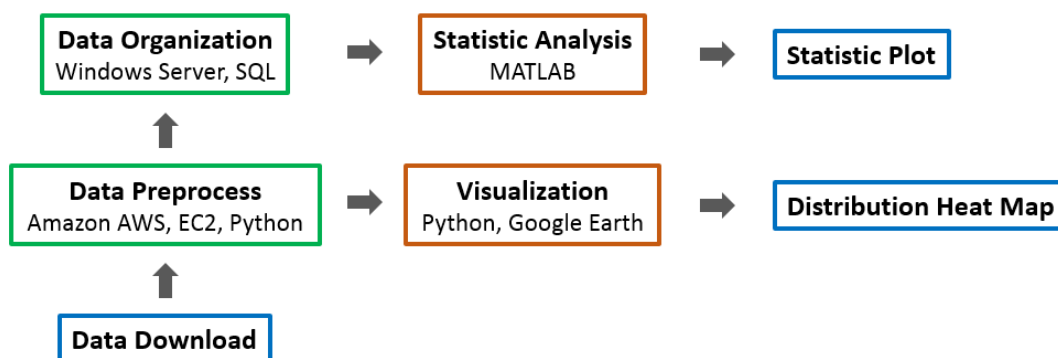 Data Organization
Windows Server, SQL
Statistic Analysis
MATLAB
Statistic Plot
Data Preprocess
Amazon AWS, EC2, Python
Visualization
Python, Google Earth
Distribution Heat Map
Data Download